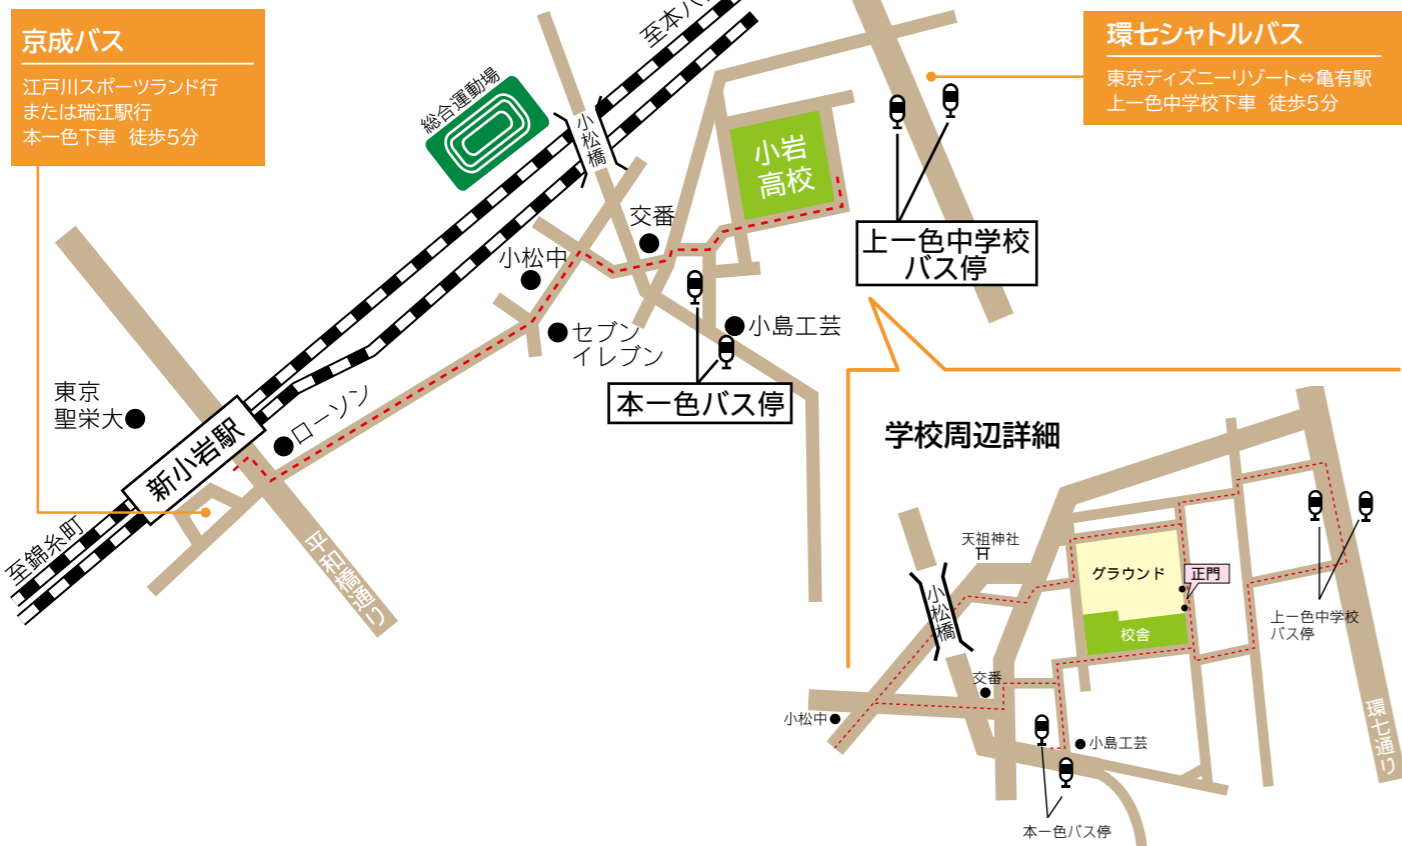 京成バス
江戸川スポーツランド行
または瑞江駅行
本一色下車 徒歩5分
至本八
環七シャトルバス
東京ディズニーリゾート⇔亀有駅
上一色中学校下車 徒歩5分
総合運動場
小松橋
小岩
高校
交番
小松中
上一色中学校
バス停
セブン
イレブン
小島工芸
本一色バス停
東京
聖栄大
ローソン
新小岩駅
至錦糸町
平和橋通り
学校周辺詳細
天祖神社
グラウンド
正門
校舎
小松橋
上一色中学校
バス停
交番
小松中
小島工芸
環七通り
本一色バス停